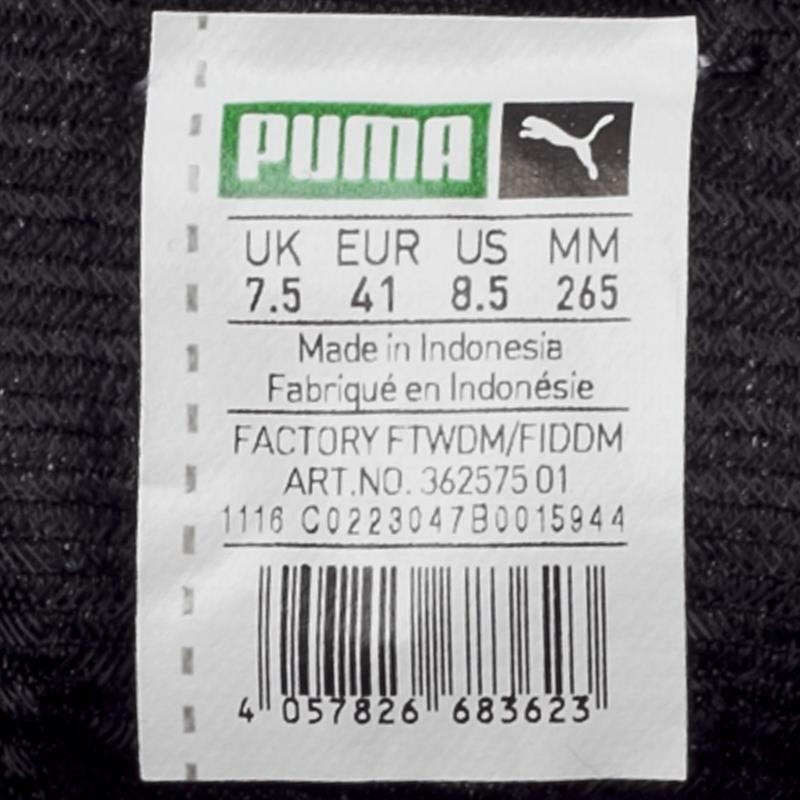 PUMA
UK EUR US MM
7.5 41 8.5 265
Made in Indonesia
Fabriqué en Indonésie
FACTORY FTWDM/FIDDM
ART.NO. 362575 01
1116 C0223047B0015944
4 057826 683623